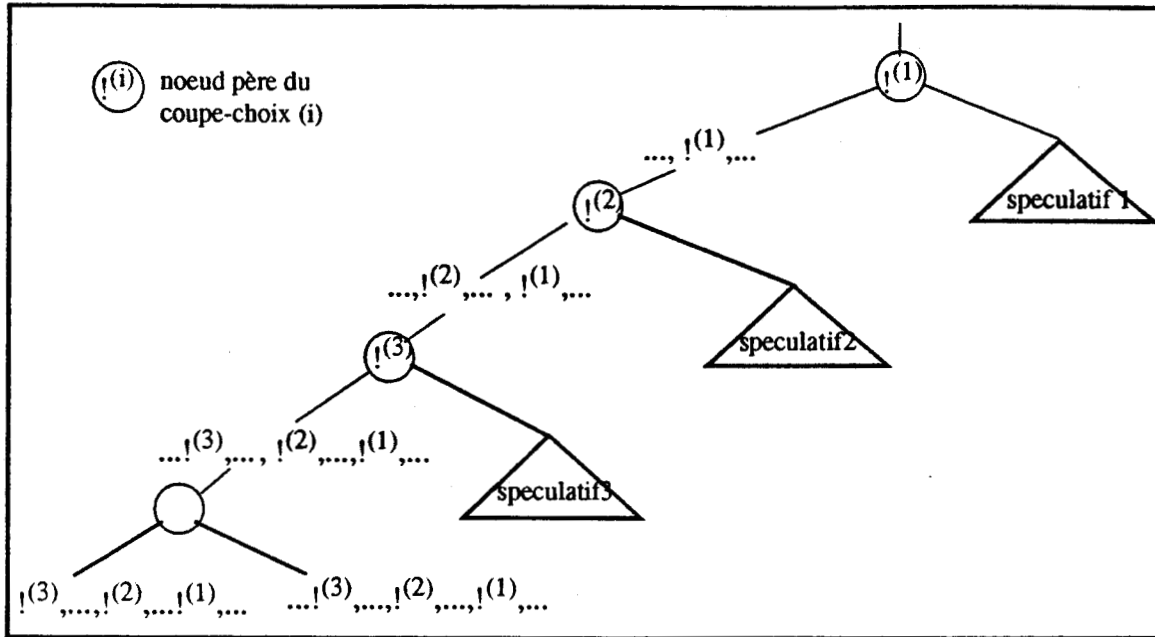 !(i) noeud père du
coupe-choix (i)
!(1)
..., !(1),...
speculatif 1
!(2)
...,!(2),... , !(1),...
speculatif2
!(3)
...!(3),... , !(2),...,!(1),...
speculatif3
!(3),...,!(2),...!(1),...
...!(3),...,!(2),...,!(1),...